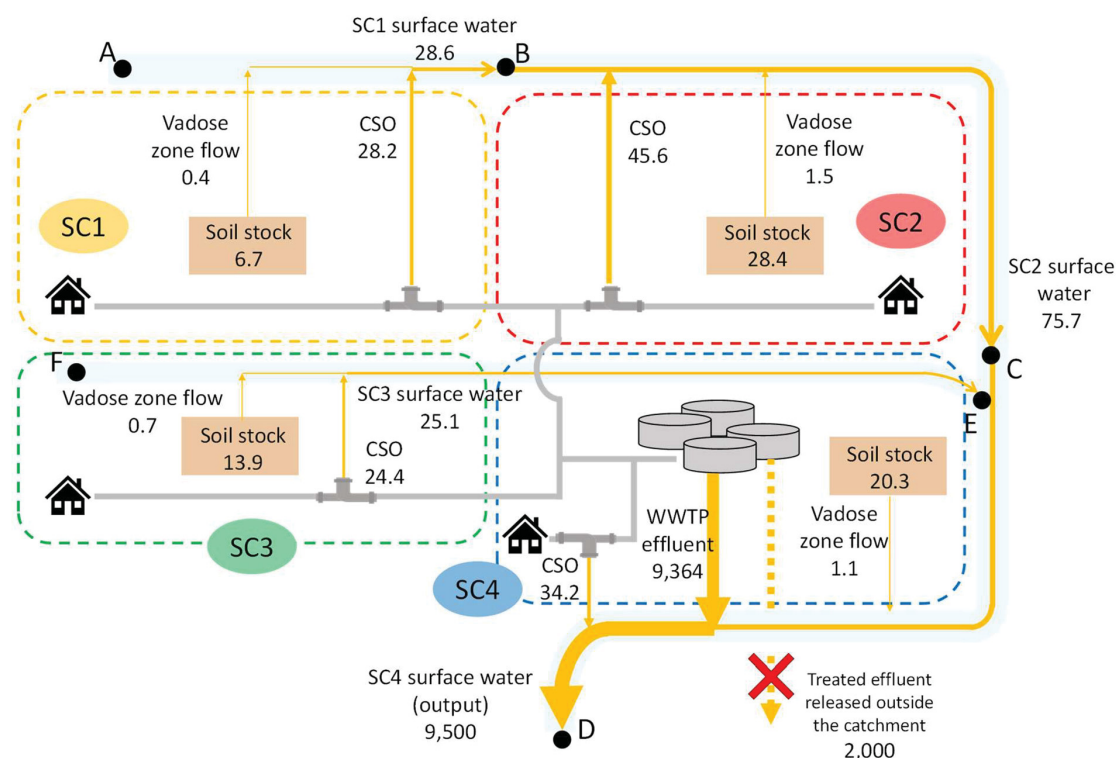 A
SC1 surface water
28.6
B
Vadose
zone flow
0.4
CSO
28.2
CSO
45.6
Vadose
zone flow
1.5
SC1
Soil stock
6.7
Soil stock
28.4
SC2
SC2 surface
water
75.7
F
C
Vadose zone flow
0.7
SC3 surface water
25.1
E
Soil stock
13.9
CSO
24.4
Soil stock
20.3
SC3
WWTP
effluent
9,364
Vadose
zone flow
1.1
CSO
34.2
SC4
SC4 surface water
(output)
9,500
D
Treated effluent
released outside
the catchment
2,000